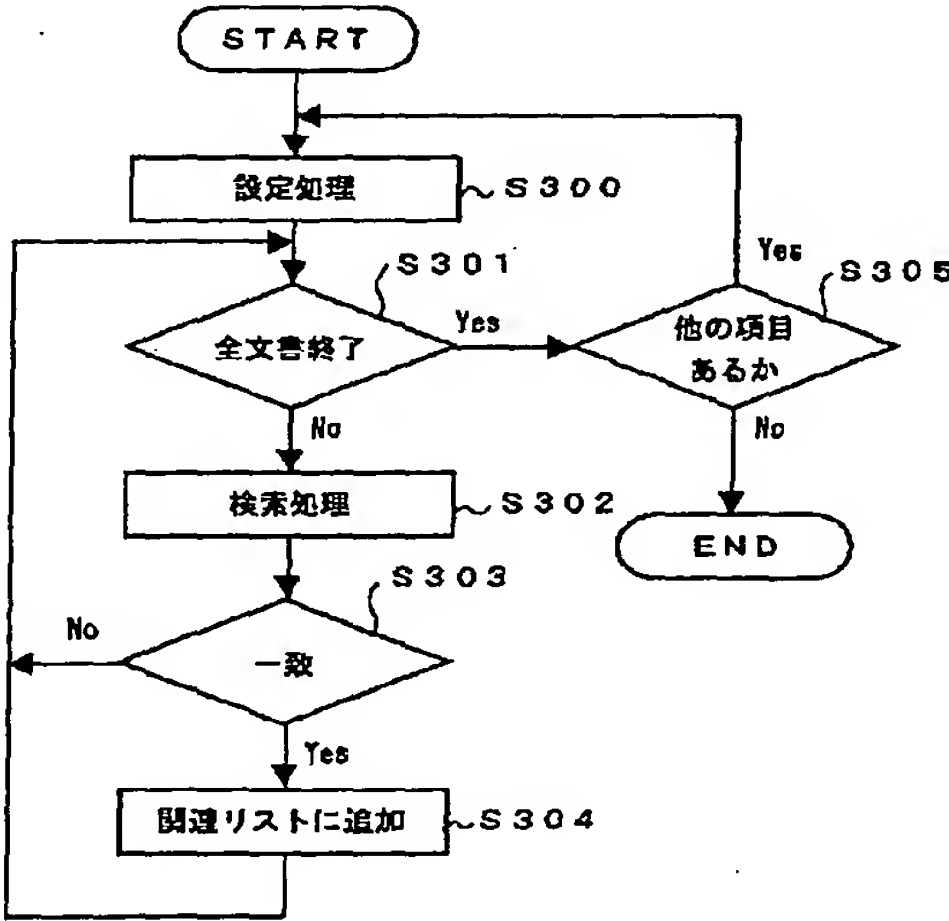 START
設定処理
S300
S301
全文書終了
Yes
No
検索処理
S302
S303
一致
No
Yes
関連リストに追加
S304
Yes
S305
他の項目
あるか
No
END